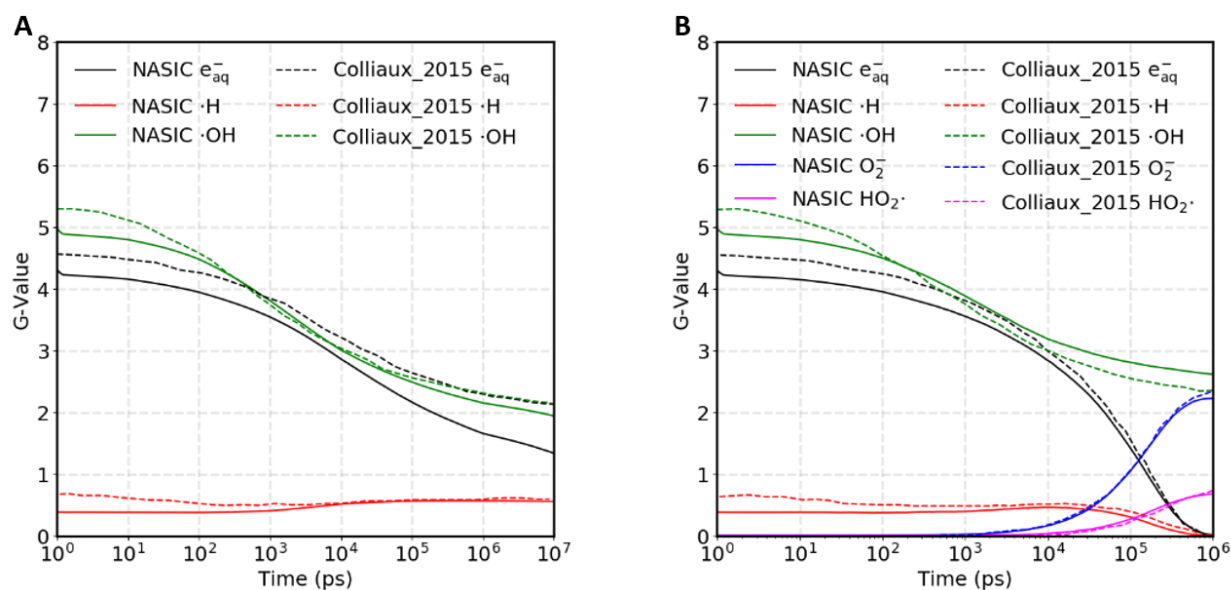 A
8
7
6
5
4
3
2
1
0
G-Value
NASIC e⁻aq
NASIC ·H
NASIC ·OH
Colliaux_2015 e⁻aq
Colliaux_2015 ·H
Colliaux_2015 ·OH
10⁰ 10¹ 10² 10³ 10⁴ 10⁵ 10⁶ 10⁷
Time (ps)
B
8
7
6
5
4
3
2
1
0
G-Value
NASIC e⁻aq
NASIC ·H
NASIC ·OH
NASIC O₂⁻
NASIC HO₂·
Colliaux_2015 e⁻aq
Colliaux_2015 ·H
Colliaux_2015 ·OH
Colliaux_2015 O₂⁻
Colliaux_2015 HO₂·
10⁰ 10¹ 10² 10³ 10⁴ 10⁵ 10⁶
Time (ps)